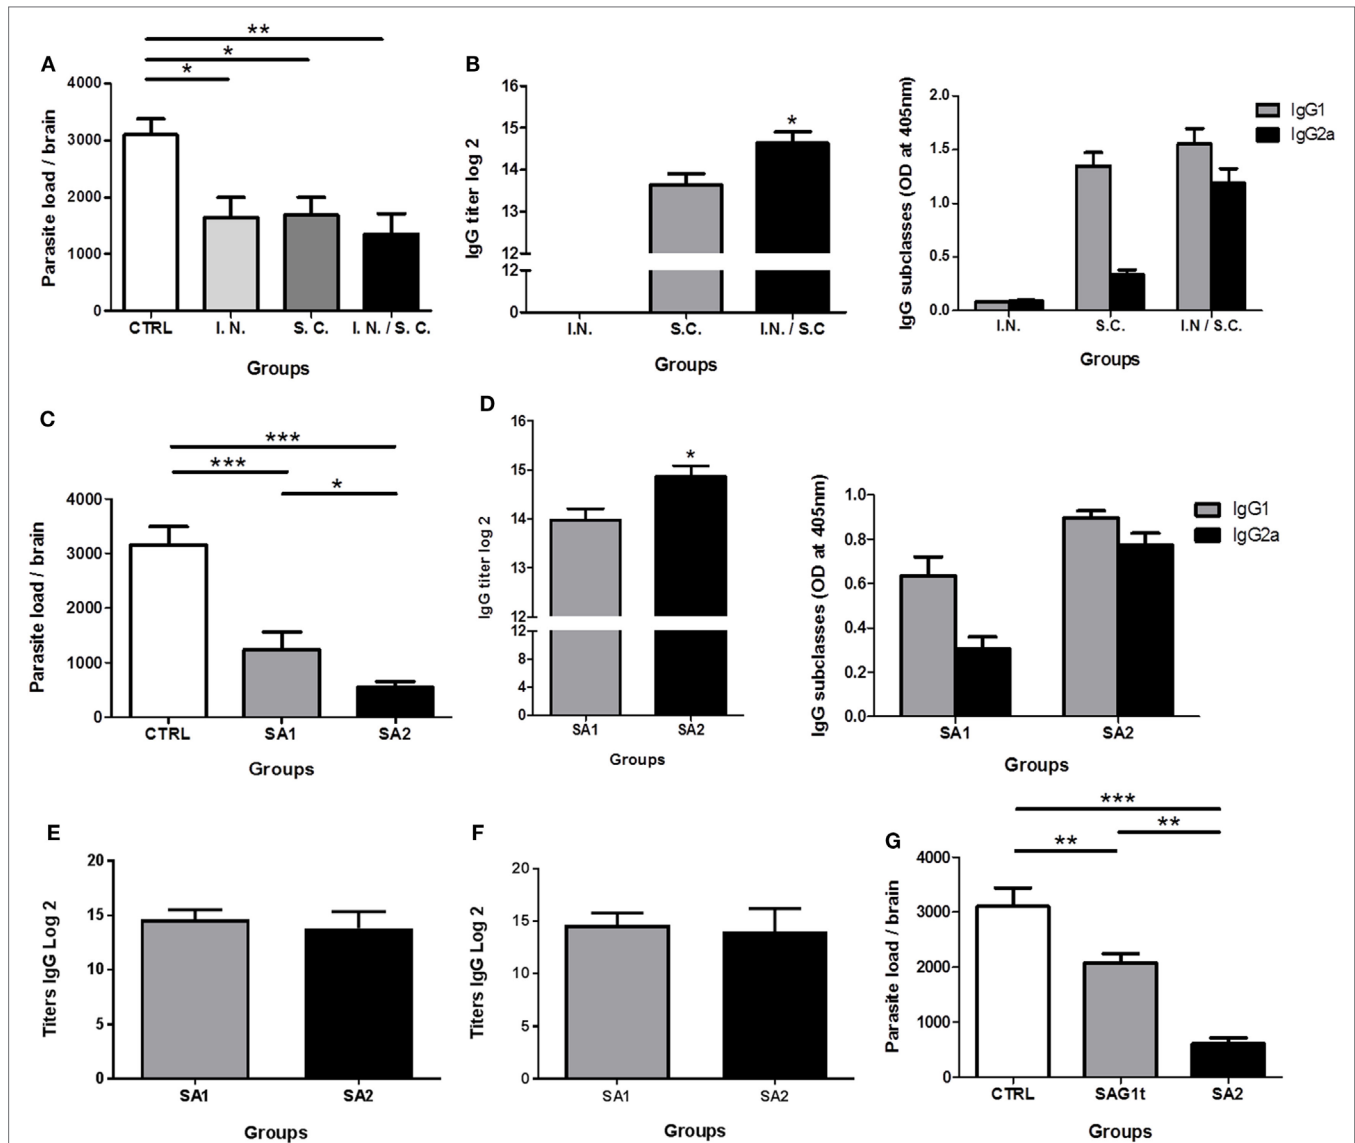 A
**
*
*
Parasite load / brain
4000
3000
2000
1000
0
CTRL I. N. S. C. I. N. / S. C.
Groups
B
IgG titer log 2
16
15
14
13
12
12
0
*
I.N. S.C. I.N. / S.C
Groups
IgG subclasses (OD at 405nm)
2.0
1.5
1.0
0.5
0.0
I.N. S.C. I.N / S.C.
Groups
IgG1
IgG2a
C
***
***
*
Parasite load / brain
4000
3000
2000
1000
0
CTRL SA1 SA2
Groups
D
IgG titer log 2
16
15
14
13
12
12
8
4
0
*
SA1 SA2
Groups
IgG subclasses (OD at 405nm)
1.0
0.8
0.6
0.4
0.2
0.0
SA1 SA2
Groups
IgG1
IgG2a
E
Titers IgG Log 2
20
15
10
5
0
SA1 SA2
Groups
F
Titers IgG Log 2
20
15
10
5
0
SA1 SA2
Groups
G
***
**
**
Parasite load / brain
4000
3000
2000
1000
0
CTRL SAG1t SA2
Groups